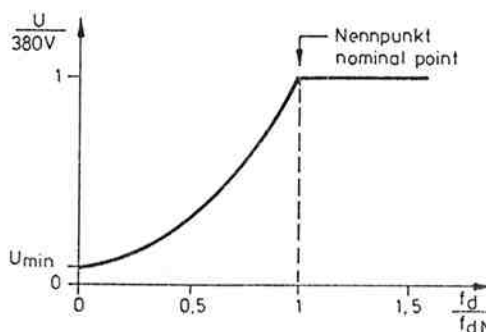 U
380V
Nennpunkt
nominal point
1
Umin
0
0 0,5 1 1,5 fd
fdN